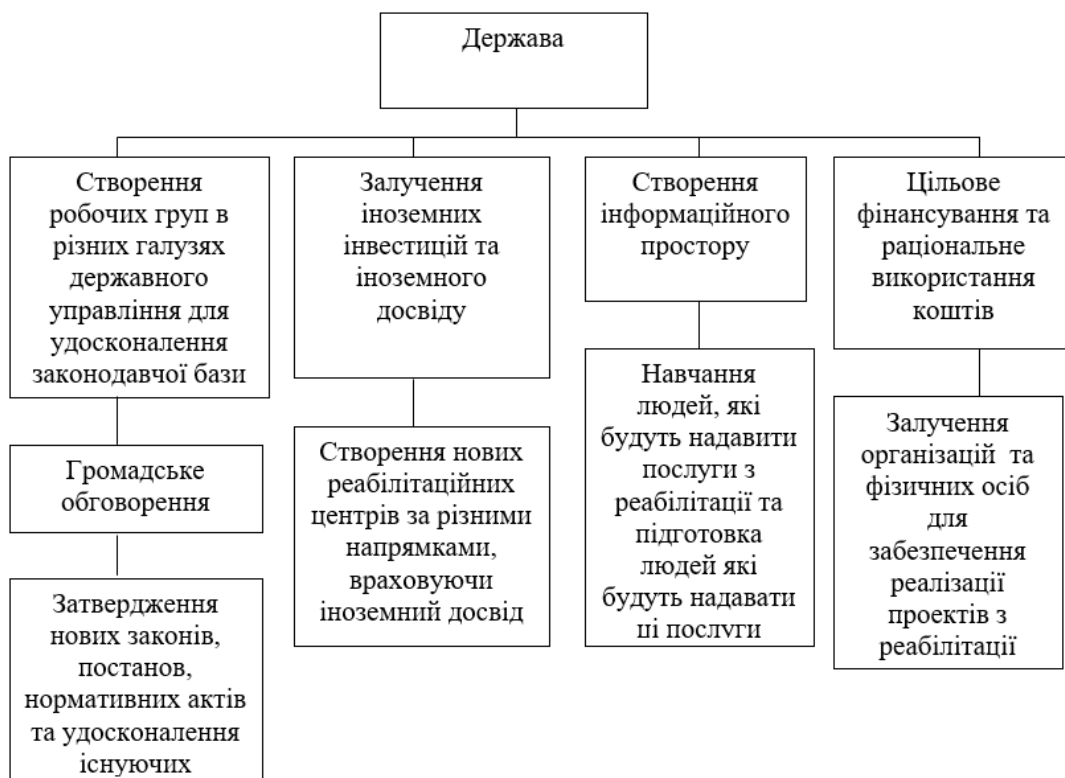 Держава
Створення
робочих груп в
різних галузях
державного
управління для
удосконалення
законодавчої бази
Громадське
обговорення
Затвердження
нових законів,
постанов,
нормативних актів
та удосконалення
існуючих
Залучення
іноземних
інвестицій та
іноземного
досвіду
Створення нових
реабілітаційних
центрів за різними
напрямками,
враховуючи
іноземний досвід
Створення
інформаційного
простору
Навчання
людей, які
будуть надавити
послуги з
реабілітації та
підготовка
людей які
будуть надавати
ці послуги
Цільове
фінансування та
раціональне
використання
коштів
Залучення
організацій та
фізичних осіб
для
забезпечення
реалізації
проектів з
реабілітації